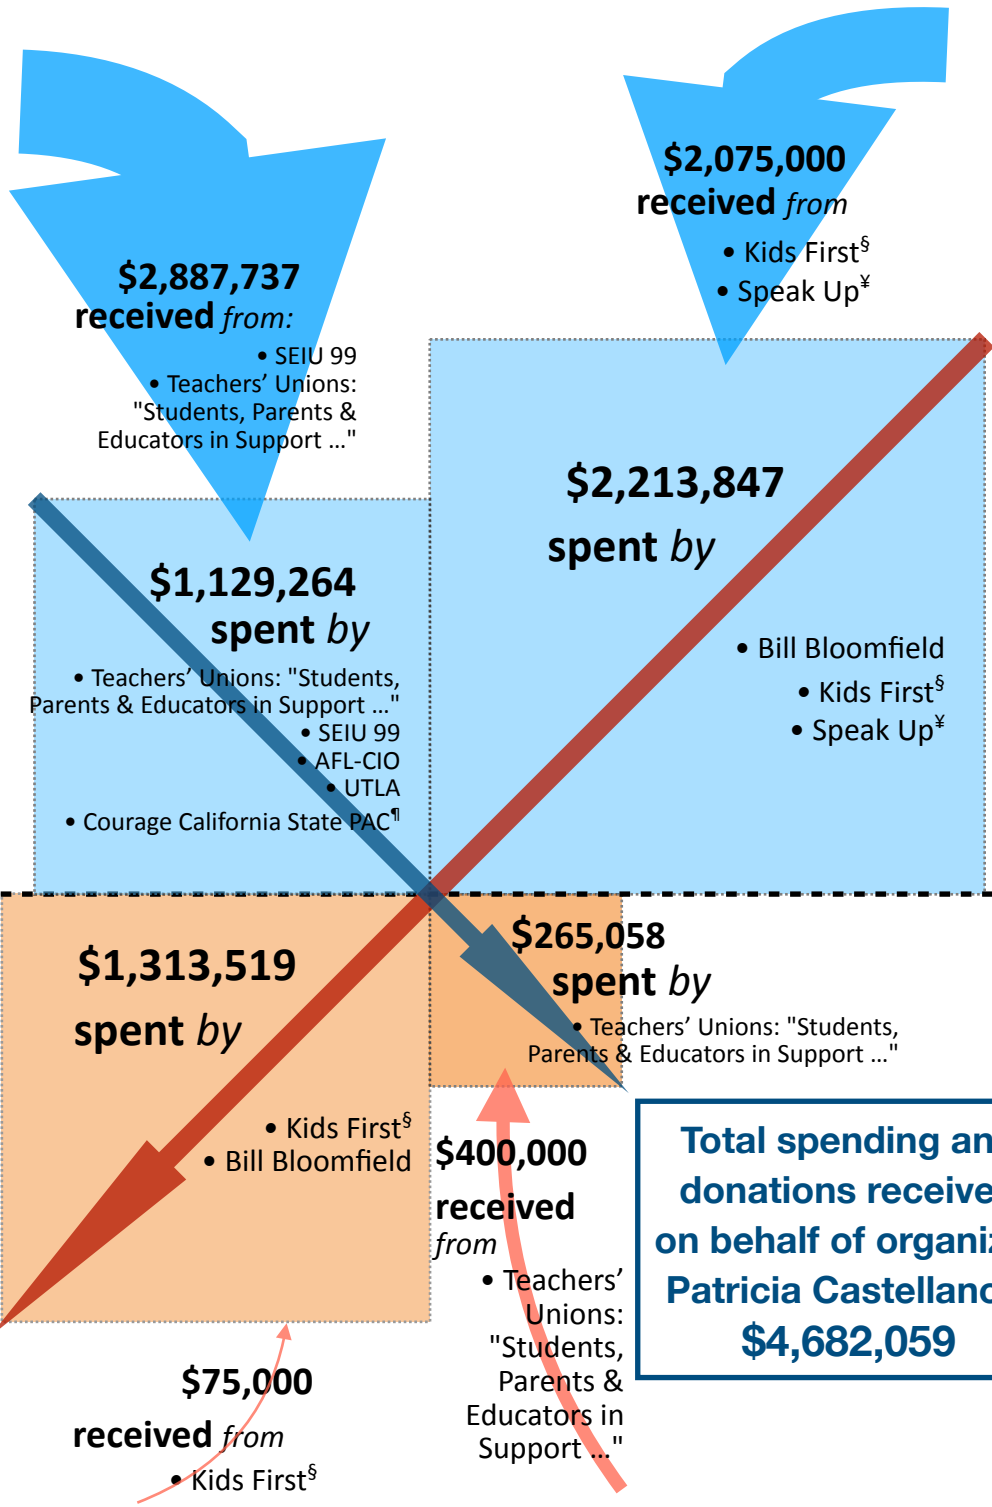 $2,075,000
received from
• Kids First§
• Speak Up¥
$2,887,737
received from:
• SEIU 99
• Teachers’ Unions:
"Students, Parents &
Educators in Support ..."
$2,213,847
spent by
• Bill Bloomfield
• Kids First§
• Speak Up¥
$1,129,264
spent by
• Teachers’ Unions: "Students,
Parents & Educators in Support ..."
• SEIU 99
• AFL-CIO
• UTLA
• Courage California State PAC¶
$1,313,519
spent by
• Kids First§
• Bill Bloomfield
$265,058
spent by
• Teachers’ Unions: "Students,
Parents & Educators in Support ..."
$400,000
received
from
• Teachers’
Unions:
"Students,
Parents &
Educators in
Support ..."
Total spending an
donations receive
on behalf of organiz
Patricia Castellano
$4,682,059
$75,000
received from
• Kids First§